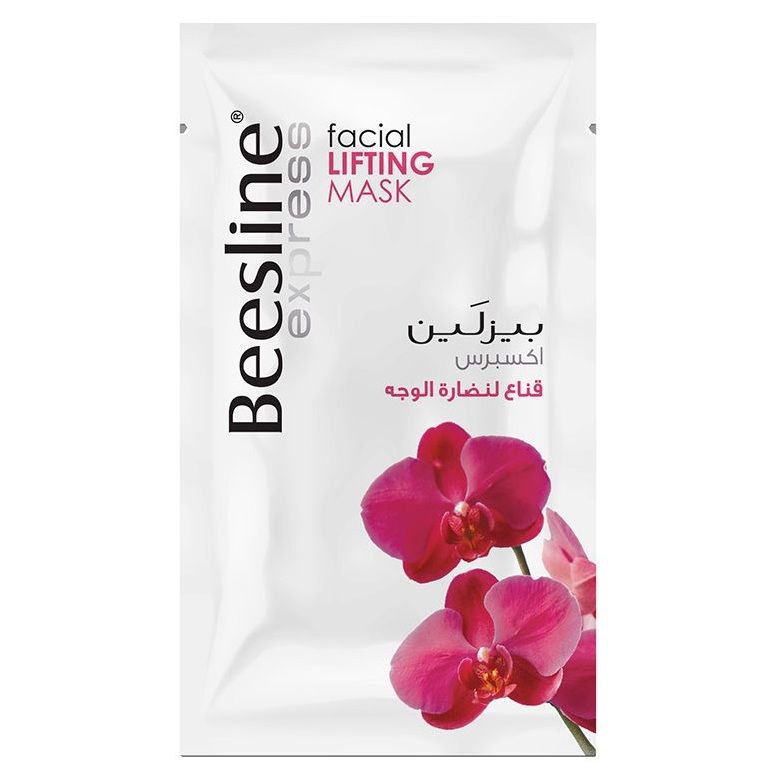 Beesline®
express
facial
LIFTING
MASK
بيزلَين
اكسبرس
قناع لنضارة الوجه